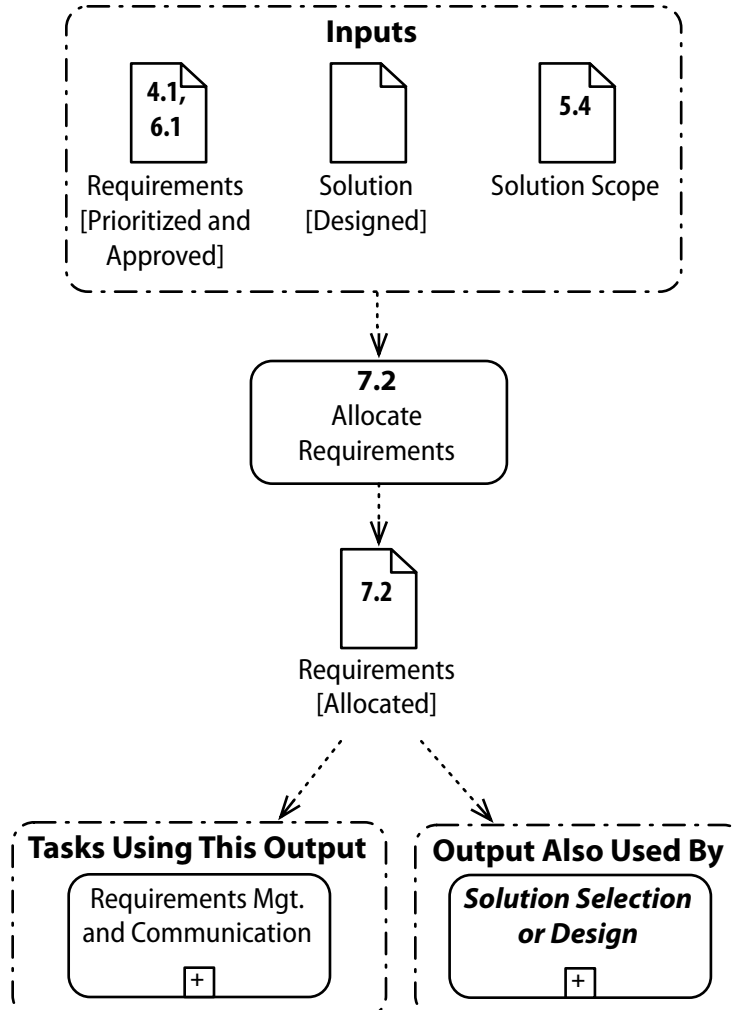 Inputs
4.1,
6.1
5.4
Requirements
[Prioritized and
Approved]
Solution
[Designed]
Solution Scope
7.2
Allocate
Requirements
7.2
Requirements
[Allocated]
Tasks Using This Output
Requirements Mgt.
and Communication
+
Output Also Used By
Solution Selection
or Design
+